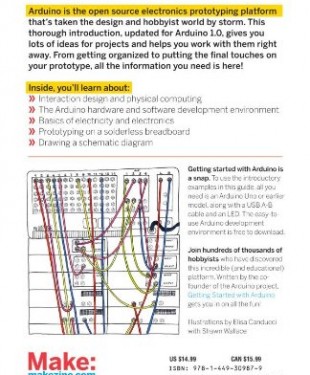 Arduino is the open source electronics prototyping platform
that's taken the design and hobbyist world by storm. This
thorough introduction, updated for Arduino 1.0, gives you
lots of ideas for projects and helps you work with them right
away. From getting organized to putting the final touches on
your prototype, all the information you need is here!
Inside, you'll learn about:
» Interaction design and physical computing
» The Arduino hardware and software development environment
» Basics of electricity and electronics
» Prototyping on a solderless breadboard
» Drawing a schematic diagram
Getting started with Arduino is
a snap. To use the introductory
examples in this guide, all you
need is an Arduino Uno or earlier
model, along with a USB A-B
cable and an LED. The easy-to-
use Arduino development
environment is free to download.
Join hundreds of thousands of
hobbyists who have discovered
this incredible (and educational)
platform. Written by the co-
founder of the Arduino project,
Getting Started with Arduino
gets you in on all the fun!
Illustrations by Elisa Canducci
with Shawn Wallace
Make:
makezine.com
US $14.99 CAN $15.99
ISBN: 978-1-449-30987-9